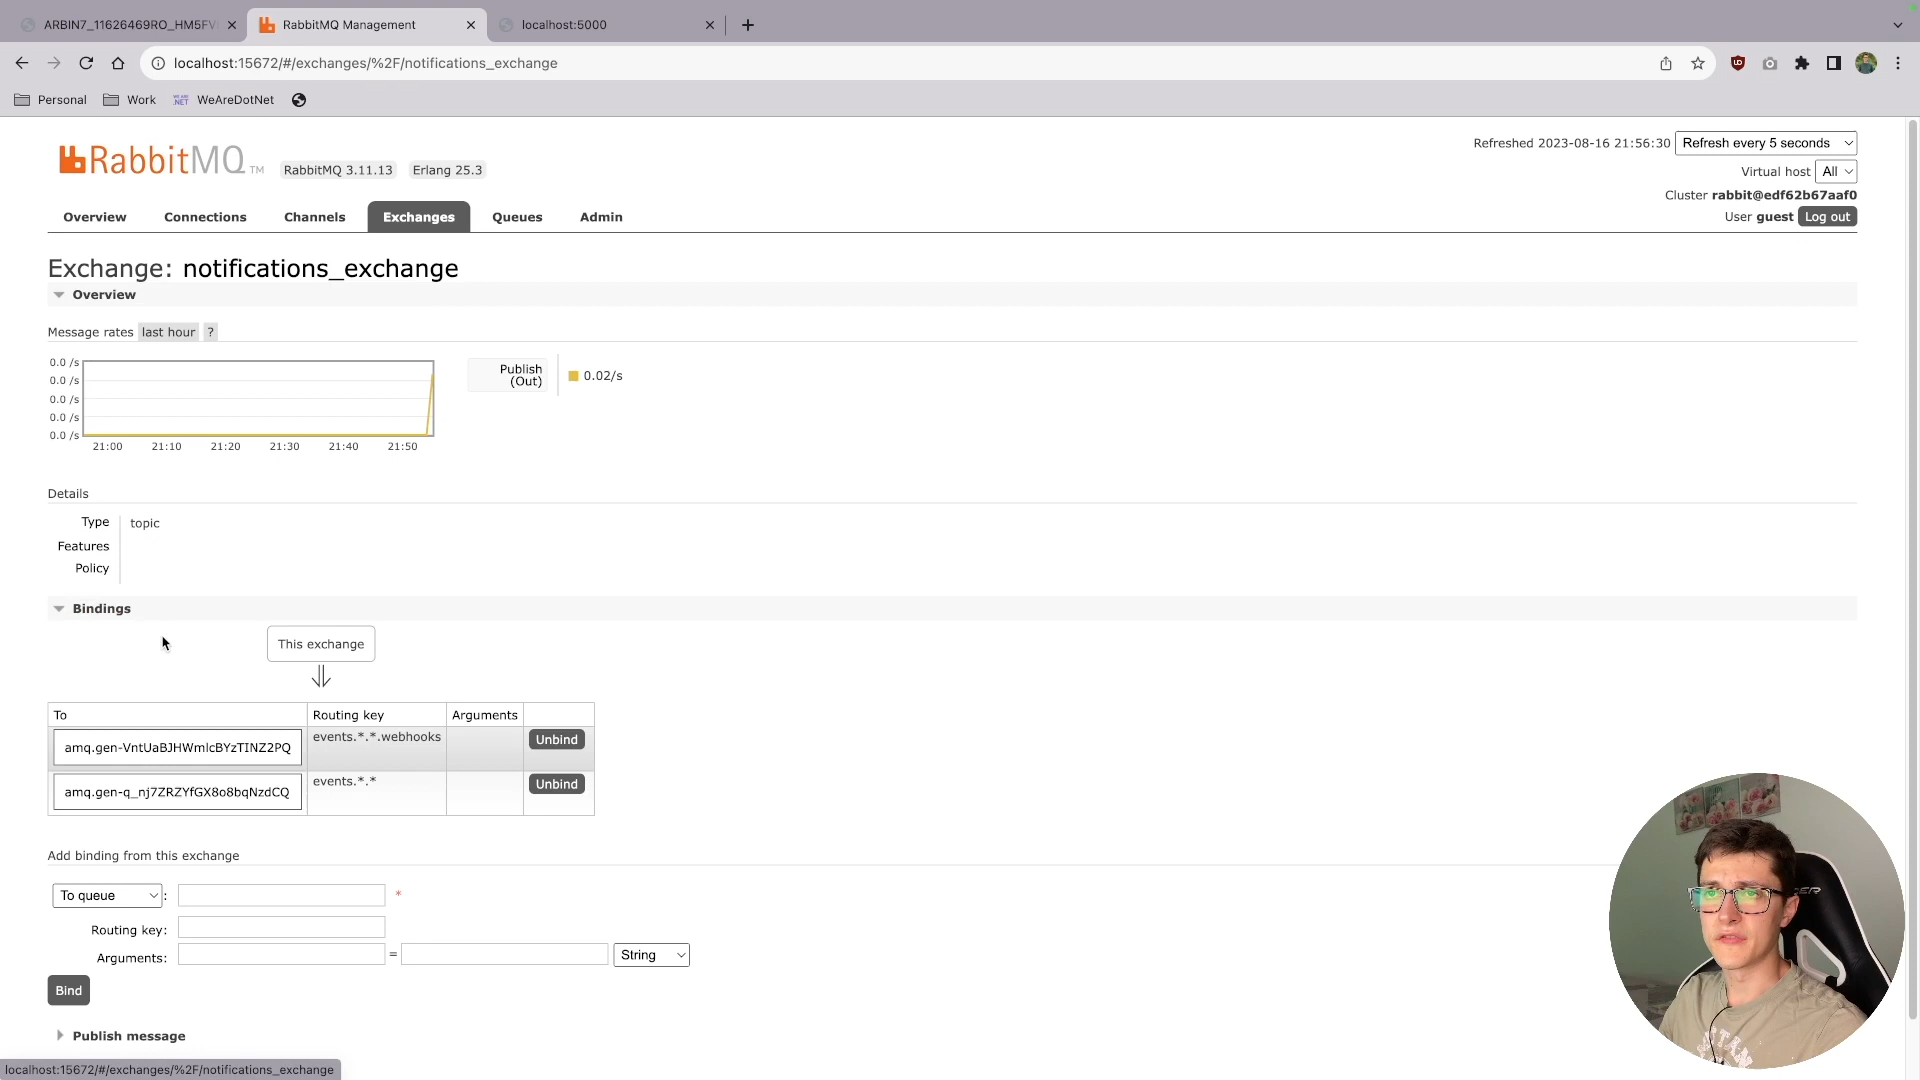 ARBIN7_11626469RO_HM5FV
RabbitMQ Management
localhost:5000
localhost:15672/#/exchanges/%2F/notifications_exchange
Personal
Work
WeAreDotNet
RabbitMQ TM
RabbitMQ 3.11.13
Erlang 25.3
Refreshed 2023-08-16 21:56:30
Refresh every 5 seconds
Virtual host All
Cluster rabbit@edf62b67aaf0
User guest Log out
Overview
Connections
Channels
Exchanges
Queues
Admin
Exchange: notifications_exchange
Overview
Message rates last hour ?
0.0 /s
0.0 /s
0.0 /s
0.0 /s
0.0 /s
21:00 21:10 21:20 21:30 21:40 21:50
Publish
(Out)
0.02/s
Details
Type topic
Features
Policy
Bindings
This exchange
To Routing key Arguments
amq.gen-VntUaBJHWmlcBYzTINZ2PQ events.*.*.webhooks Unbind
amq.gen-q_nj7ZRZYfGX8o8bqNzdCQ events.*.* Unbind
Add binding from this exchange
To queue : *
Routing key:
Arguments: = String
Bind
Publish message
localhost:15672/#/exchanges/%2F/notifications_exchange